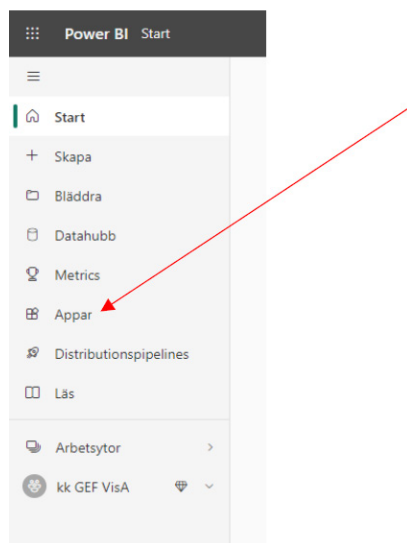 Power BI Start
Start
Skapa
Bläddra
Datahubb
Metrics
Appar
Distributionspipelines
Läs
Arbetsytor
kk GEF VisA